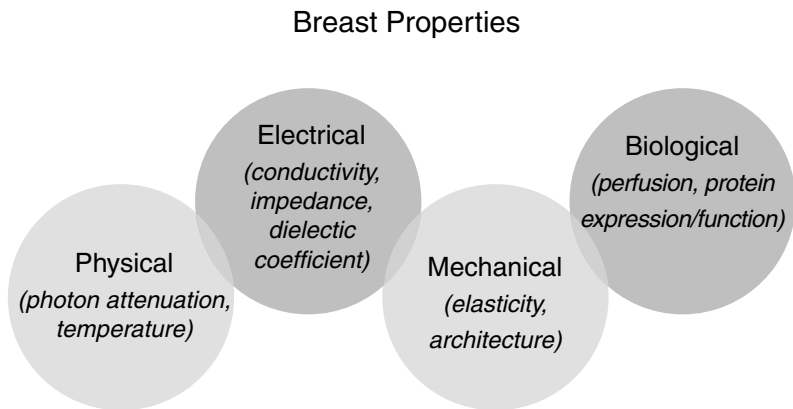 Breast Properties
Electrical
(conductivity,
impedance,
dielectic
coefficient)
Biological
(perfusion, protein
expression/function)
Physical
(photon attenuation,
temperature)
Mechanical
(elasticity,
architecture)